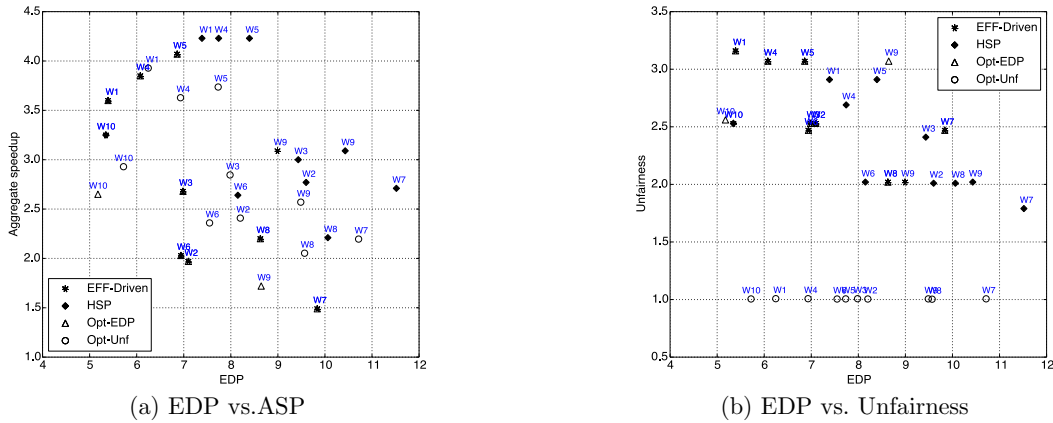 4.5
4.0
3.5
3.0
2.5
2.0
1.5
1.0
4 5 6 7 8 9 10 11 12
Aggregate speedup
EDP
W1 W4 W5
W5
W4 W1
W5
W4
W1
W10
W10
W9 W9
W3
W3
W2
W7
W10
W3
W6
W9
W6
W2
W8
W8
W7
W6
W2
W8
W9
W7
EFF-Driven
HSP
Opt-EDP
Opt-Unf
(a) EDP vs.ASP
3.5
3.0
2.5
2.0
1.5
1.0
0.5
4 5 6 7 8 9 10 11 12
Unfairness
EDP
W1
W4 W5 W9
W1 W5
W4
W10
W10
W2
W7
W3
W6 W8 W9 W2 W8 W9
W7
W10 W1 W4 W5 W3 W2 W8 W7
EFF-Driven
HSP
Opt-EDP
Opt-Unf
(b) EDP vs. Unfairness